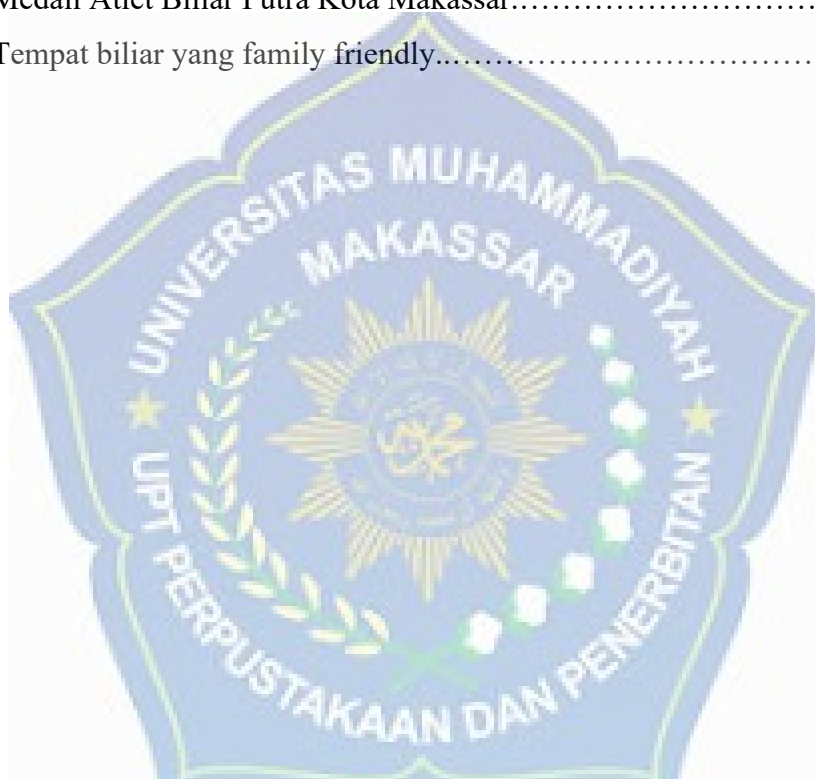 Medan Atlet Biliar Putra Kota Makassar……………………………
Tempat biliar yang family friendly.………………………………
UNIVERSITAS MUHAMMADIYAH
MAKASSAR
UPT PERPUSTAKAAN DAN PENERBITAN